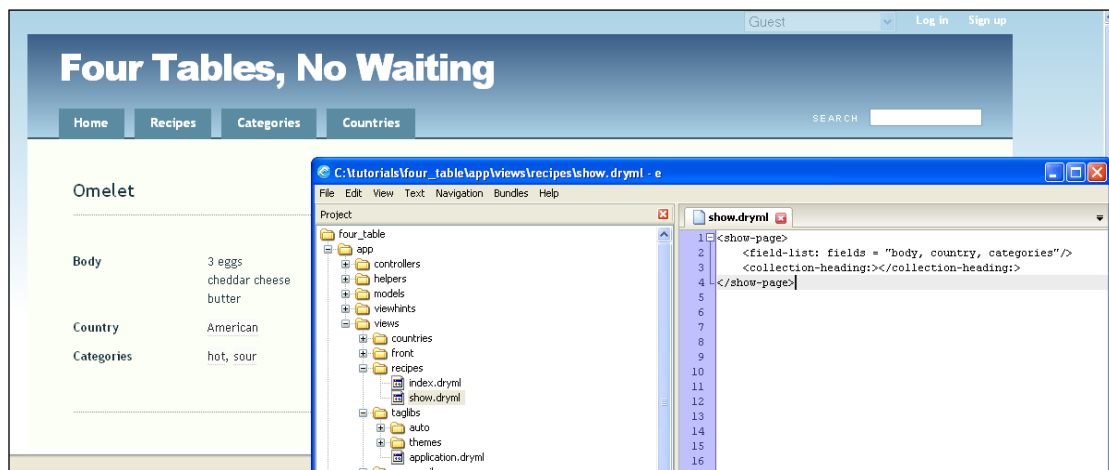 Guest Log in Sign up
Four Tables, No Waiting
Home Recipes Categories Countries SEARCH
Omelet
Body 3 eggs
cheddar cheese
butter
Country American
Categories hot, sour
C:\tutorials\four_table\app\views\recipes\show.dryml - e
File Edit View Text Navigation Bundles Help
Project
four_table
app
controllers
helpers
models
viewhints
views
countries
front
recipes
index.dryml
show.dryml
taglibs
auto
themes
application.dryml
show.dryml
1 <show-page>
2 <field-list: fields = "body, country, categories"/>
3 <collection-heading:></collection-heading:>
4 </show-page>
5
6
7
8
9
10
11
12
13
14
15
16